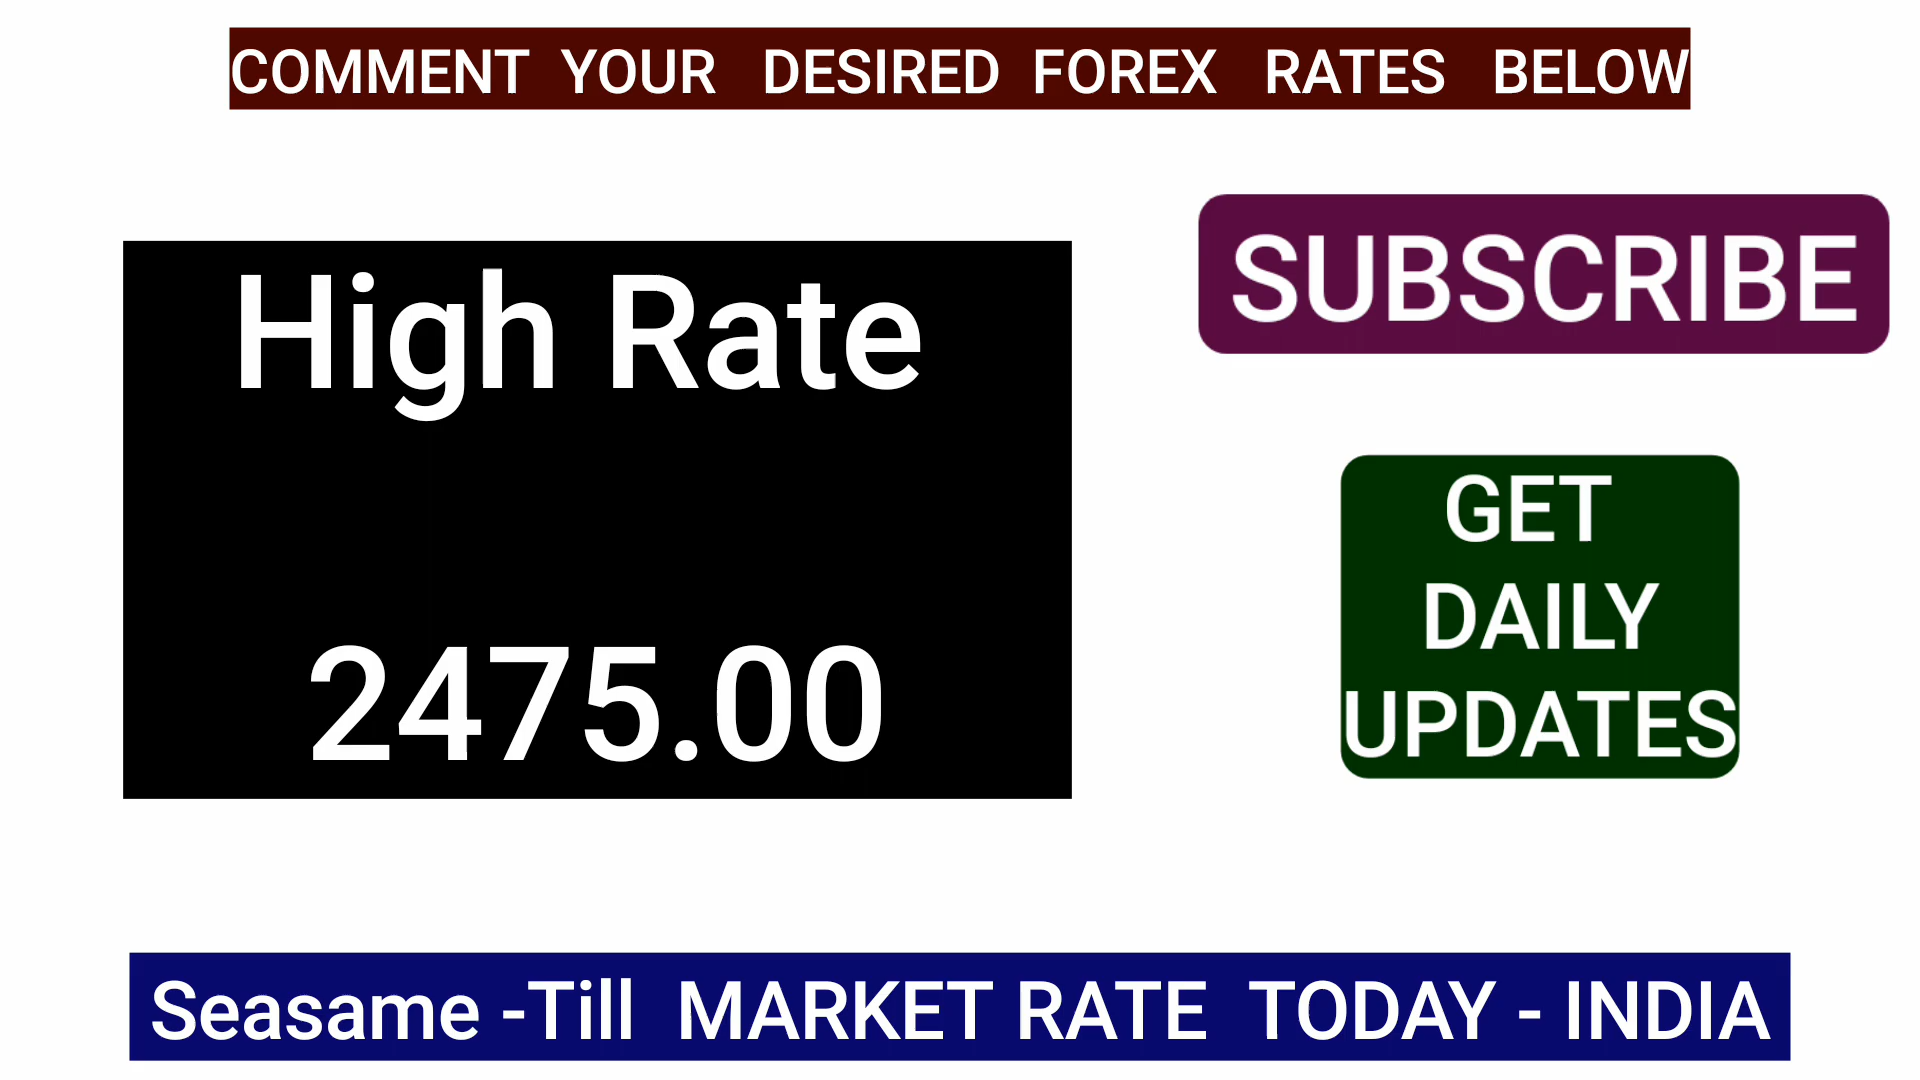 COMMENT YOUR DESIRED FOREX RATES BELOW
High Rate
2475.00
SUBSCRIBE
GET
DAILY
UPDATES
Seasame -Till MARKET RATE TODAY - INDIA